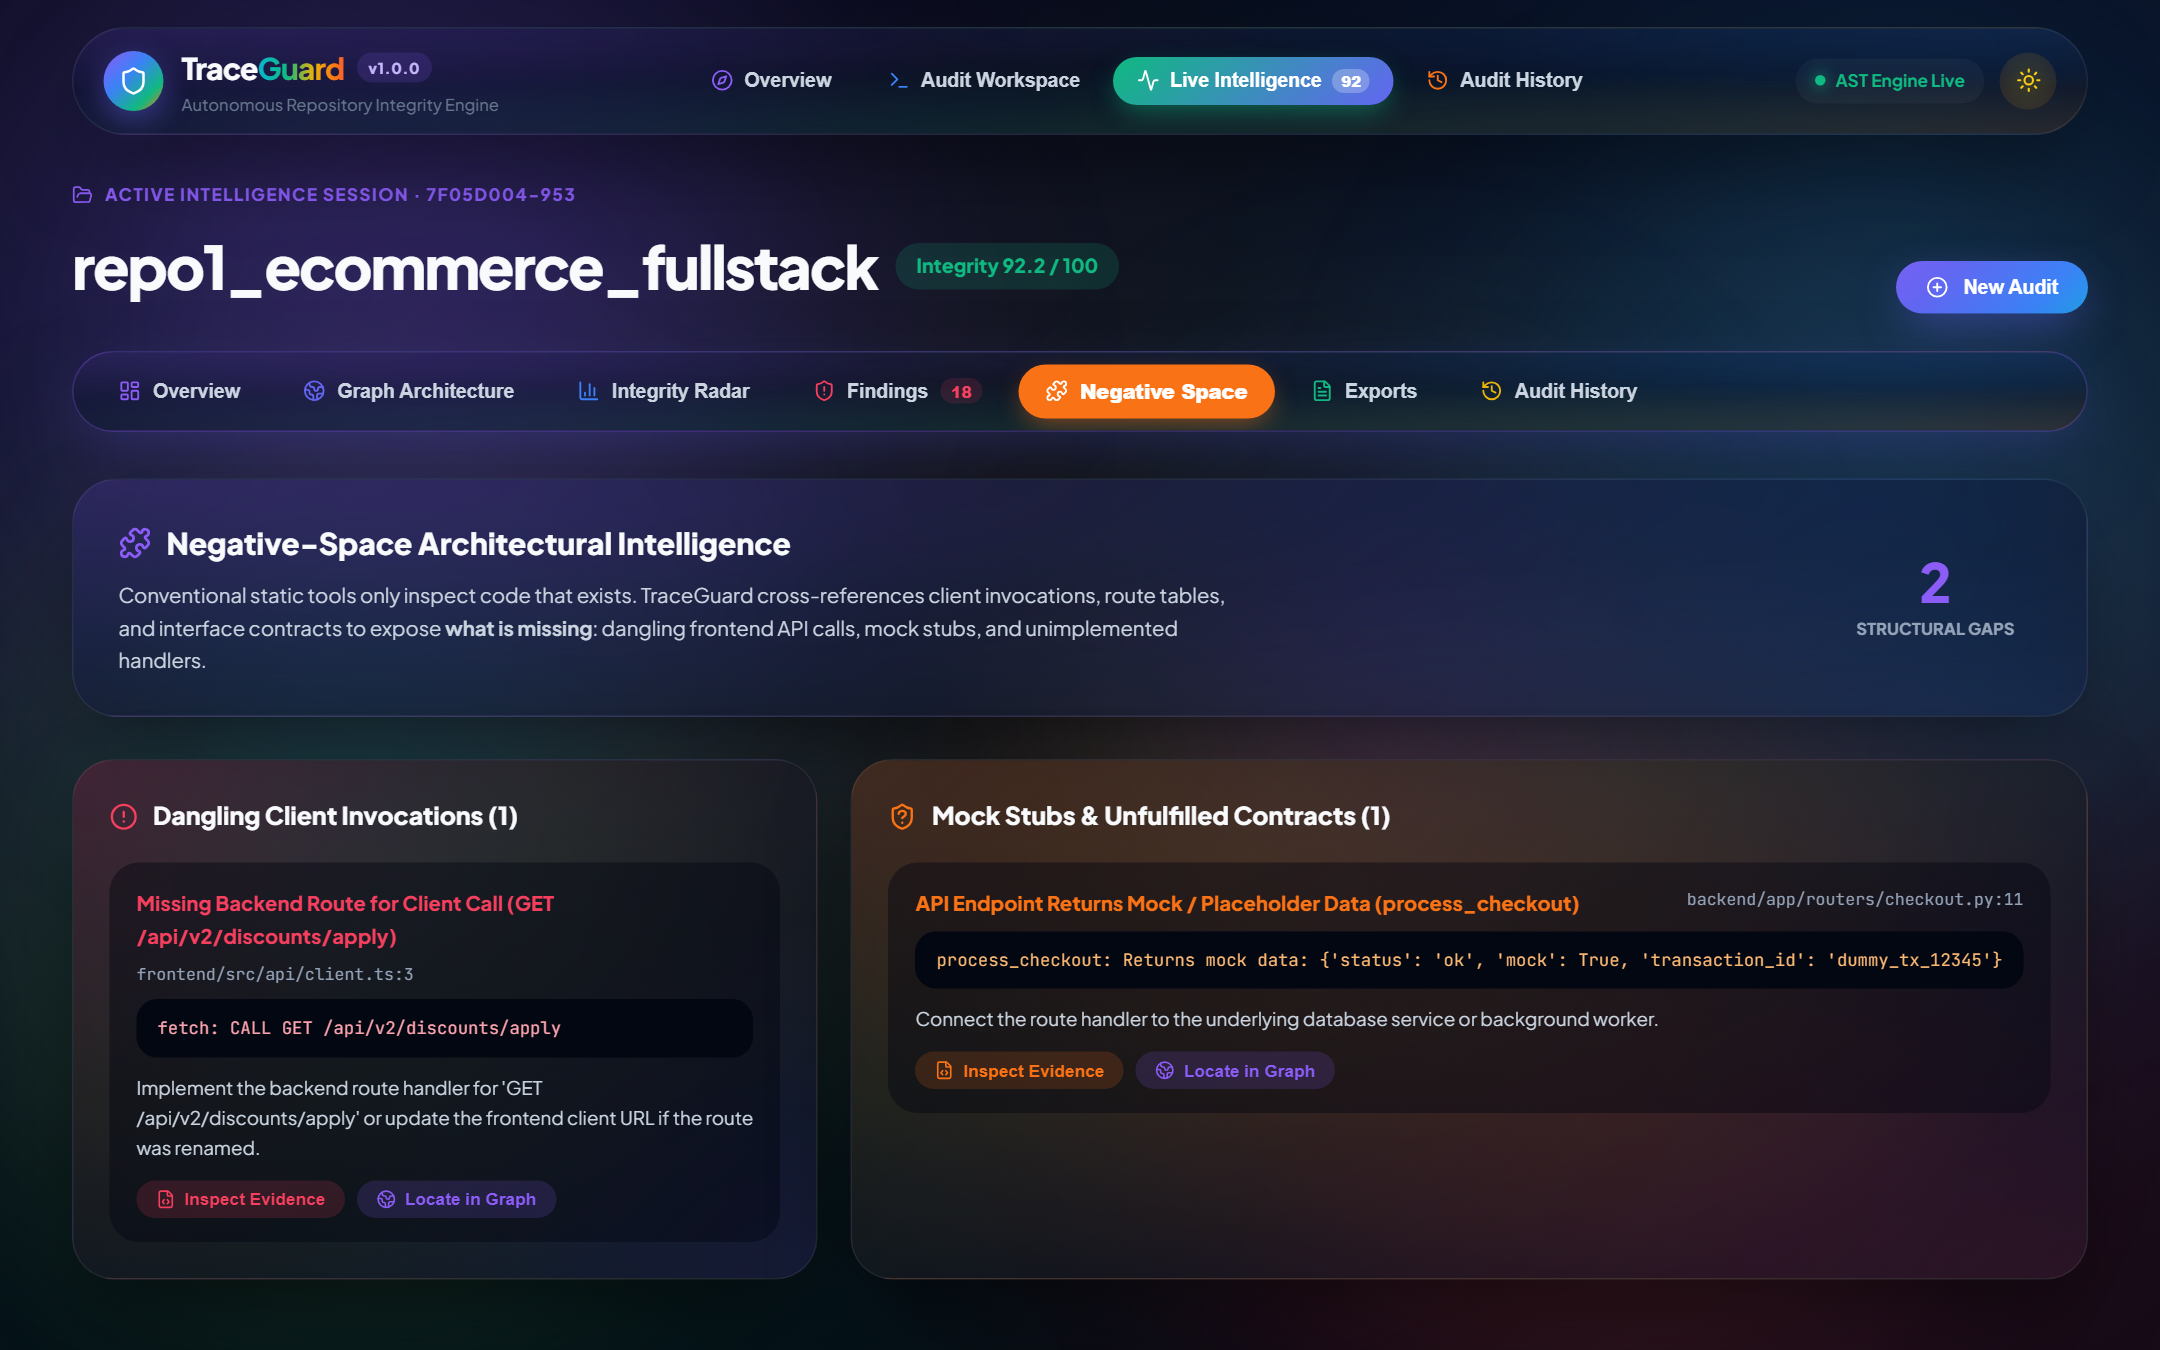 TraceGuard v1.0.0
Autonomous Repository Integrity Engine
Overview
Audit Workspace
Live Intelligence 92
Audit History
AST Engine Live
ACTIVE INTELLIGENCE SESSION · 7F05D004-953
repo1_ecommerce_fullstack
Integrity 92.2 / 100
New Audit
Overview
Graph Architecture
Integrity Radar
Findings 18
Negative Space
Exports
Audit History
Negative-Space Architectural Intelligence
Conventional static tools only inspect code that exists. TraceGuard cross-references client invocations, route tables,
and interface contracts to expose what is missing: dangling frontend API calls, mock stubs, and unimplemented
handlers.
2
STRUCTURAL GAPS
Dangling Client Invocations (1)
Missing Backend Route for Client Call (GET
/api/v2/discounts/apply)
frontend/src/api/client.ts:3
fetch: CALL GET /api/v2/discounts/apply
Implement the backend route handler for 'GET
/api/v2/discounts/apply' or update the frontend client URL if the route
was renamed.
Inspect Evidence
Locate in Graph
Mock Stubs & Unfulfilled Contracts (1)
API Endpoint Returns Mock / Placeholder Data (process_checkout)
backend/app/routers/checkout.py:11
process_checkout: Returns mock data: {'status': 'ok', 'mock': True, 'transaction_id': 'dummy_tx_12345'}
Connect the route handler to the underlying database service or background worker.
Inspect Evidence
Locate in Graph